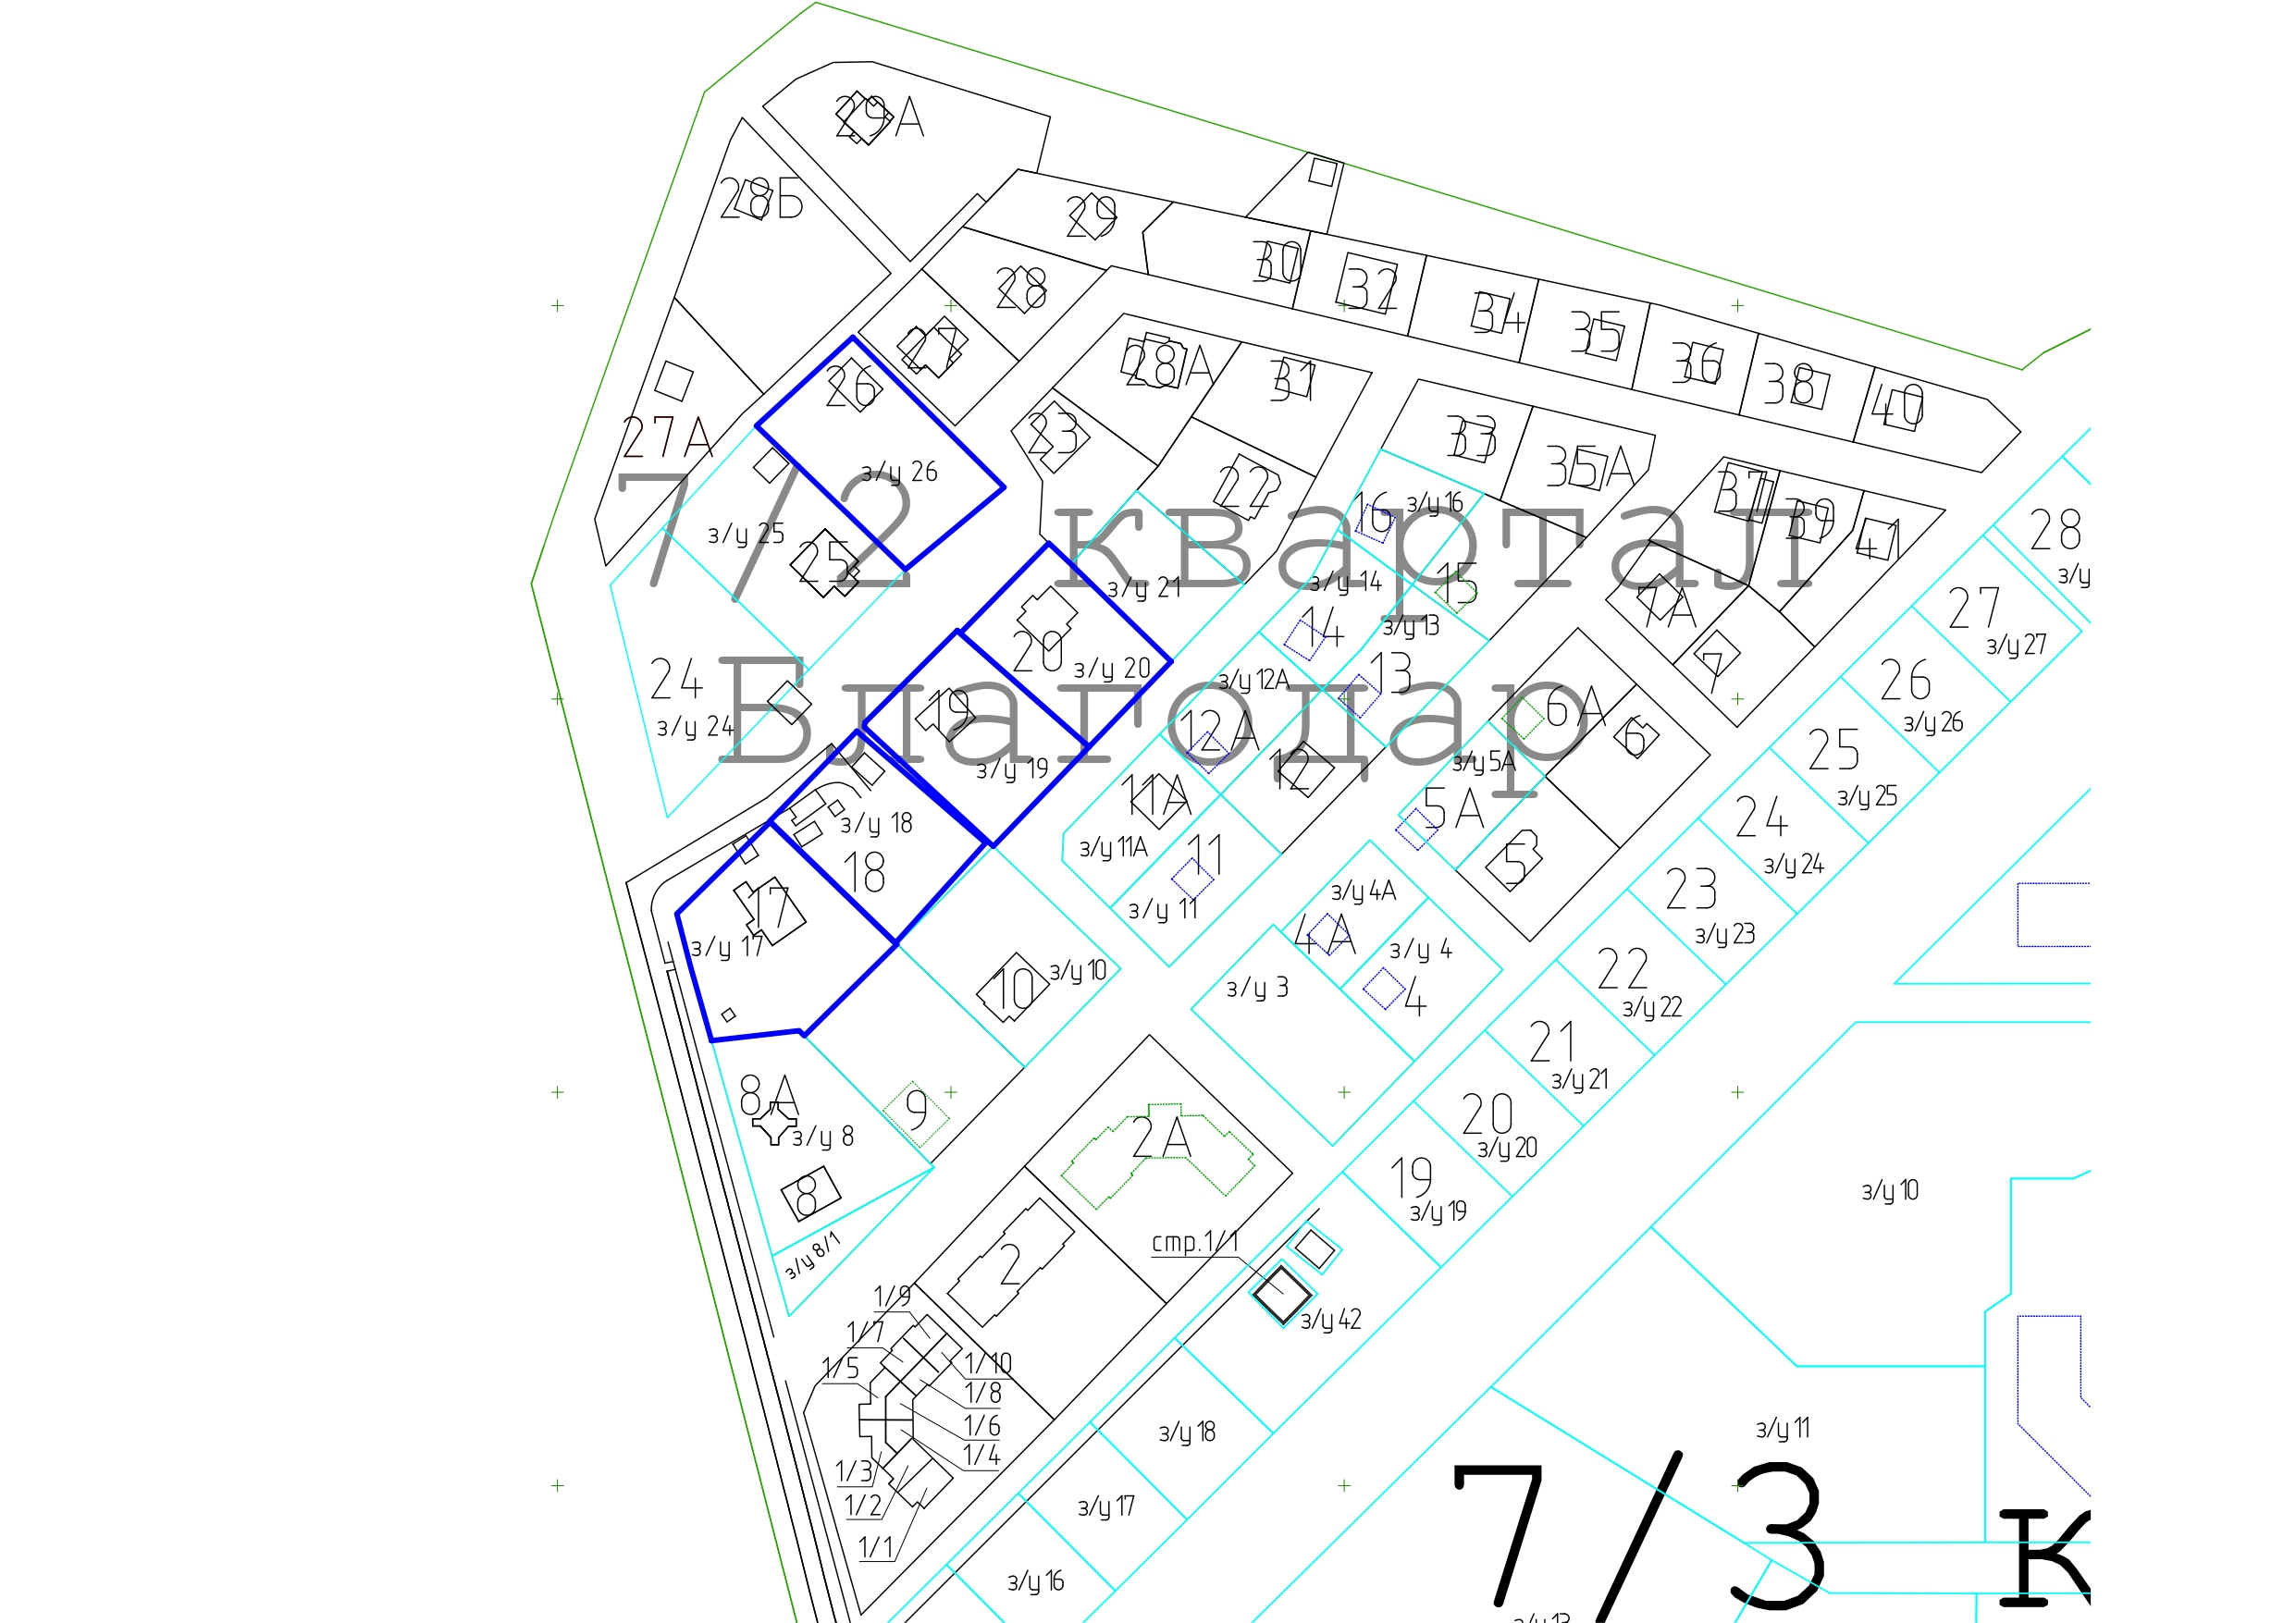 29А
28Б
29
30
28
32
34
35
27
28А
31
36
38
40
26
27А
23
33
35А
з/у 26
22
37
39
41
7/2 квартал
Благодар
з/у 25
25
16
з/у 16
28
з/у
з/у 21
з/у 14
15
7А
27
з/у 27
20
14
з/у 13
7
24
з/у 20
з/у 12А
13
26
з/у 24
19
6А
6
з/у 26
12А
з/у 19
12
з/у 5А
25
11А
5А
з/у 25
з/у 18
з/у 11А
11
24
18
5
з/у 24
17
з/у 4А
23
з/у 11
з/у 17
4А
з/у 4
з/у 23
10
з/у 10
з/у 3
4
22
з/у 22
8А
9
21
з/у 21
з/у 8
2А
20
з/у 20
8
19
з/у 10
з/у 19
з/у 8/1
2
стр.1/1
1/9
з/у 42
1/7
1/5
1/10
1/8
1/6
з/у 18
з/у 11
1/4
1/3
1/2
з/у 17
7/3 к
1/1
з/у 16
з/у 13